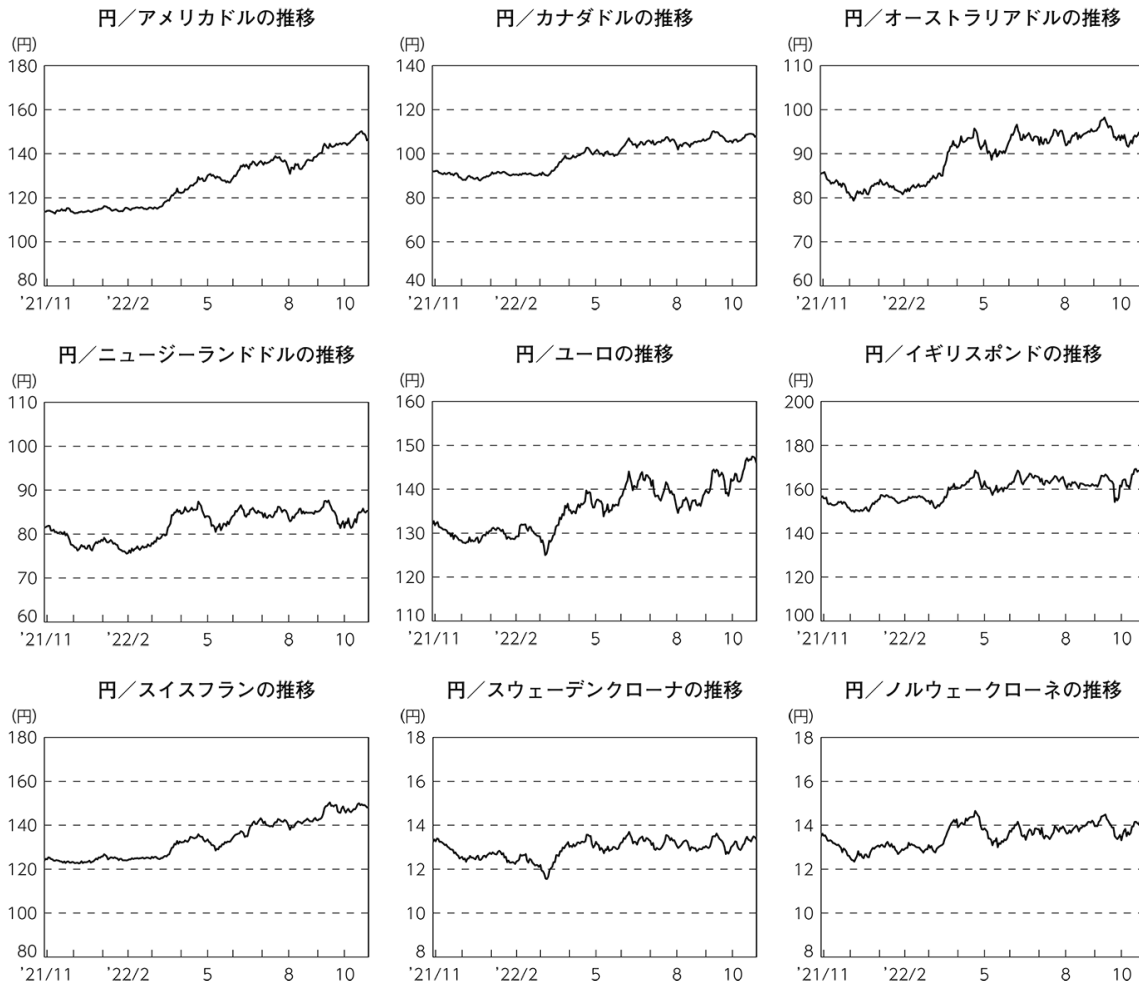 円／アメリカドルの推移
(円)
180
160
140
120
100
80
'21/11 '22/2 5 8 10
円／カナダドルの推移
(円)
140
120
100
80
60
40
'21/11 '22/2 5 8 10
円／オーストラリアドルの推移
(円)
110
100
90
80
70
60
'21/11 '22/2 5 8 10
円／ニュージーランドドルの推移
(円)
110
100
90
80
70
60
'21/11 '22/2 5 8 10
円／ユーロの推移
(円)
160
150
140
130
120
110
'21/11 '22/2 5 8 10
円／イギリスポンドの推移
(円)
200
180
160
140
120
100
'21/11 '22/2 5 8 10
円／スイスフランの推移
(円)
180
160
140
120
100
80
'21/11 '22/2 5 8 10
円／スウェーデンクローナの推移
(円)
18
16
14
12
10
8
'21/11 '22/2 5 8 10
円／ノルウェークローネの推移
(円)
18
16
14
12
10
8
'21/11 '22/2 5 8 10